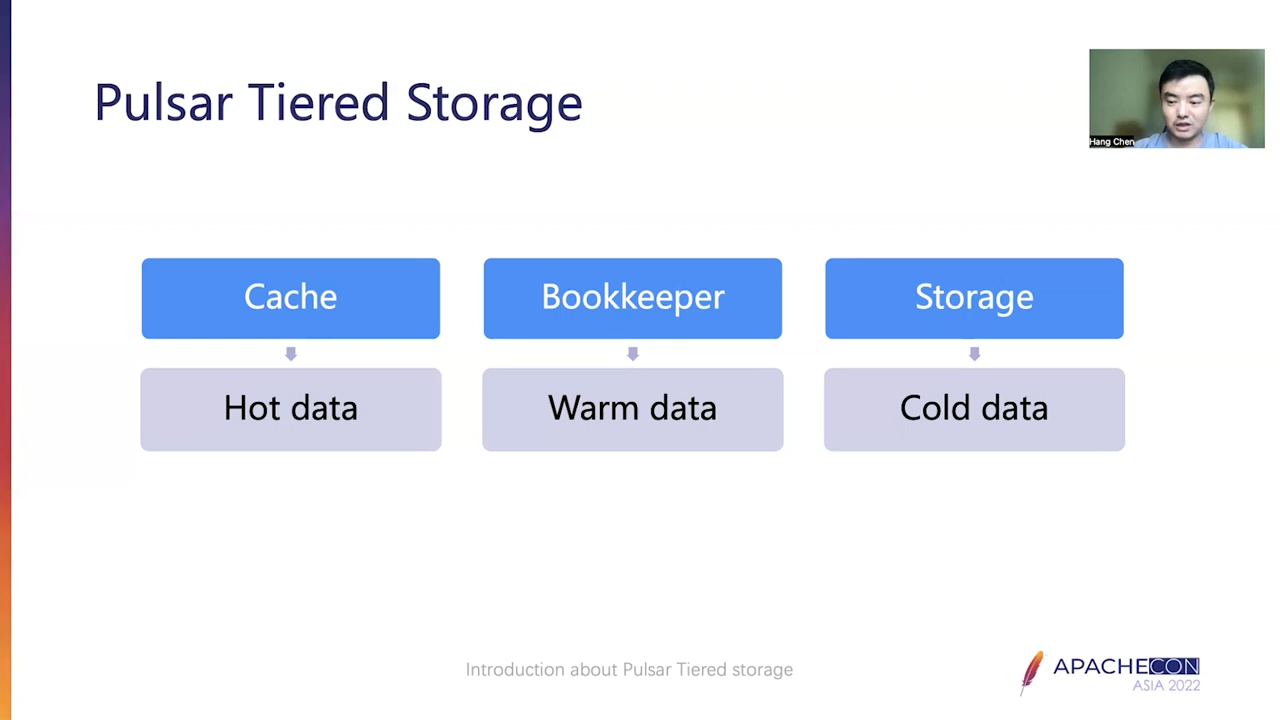 Pulsar Tiered Storage
Hang Chen
Cache
Bookkeeper
Storage
Hot data
Warm data
Cold data
Introduction about Pulsar Tiered storage
APACHECON
ASIA 2022